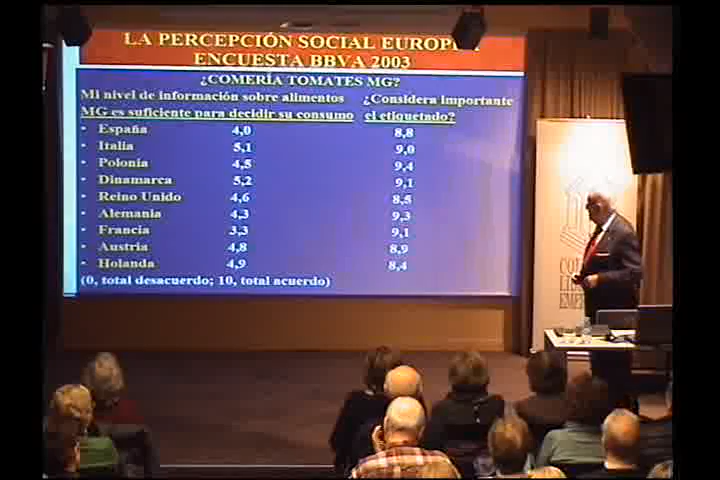 LA PERCEPCIÓN SOCIAL EUROPE
ENCUESTA BBVA 2003
¿COMERÍA TOMATES MG?
Mi nivel de información sobre alimentos ¿Considera importante
MG es suficiente para decidir su consumo el etiquetado?
• España 4,0 8,8
• Italia 5,1 9,0
• Polonia 4,5 9,4
• Dinamarca 5,2 9,1
• Reino Unido 4,6 8,5
• Alemania 4,3 9,3
• Francia 3,3 9,1
• Austria 4,8 8,9
• Holanda 4,9 8,4
(0, total desacuerdo; 10, total acuerdo)